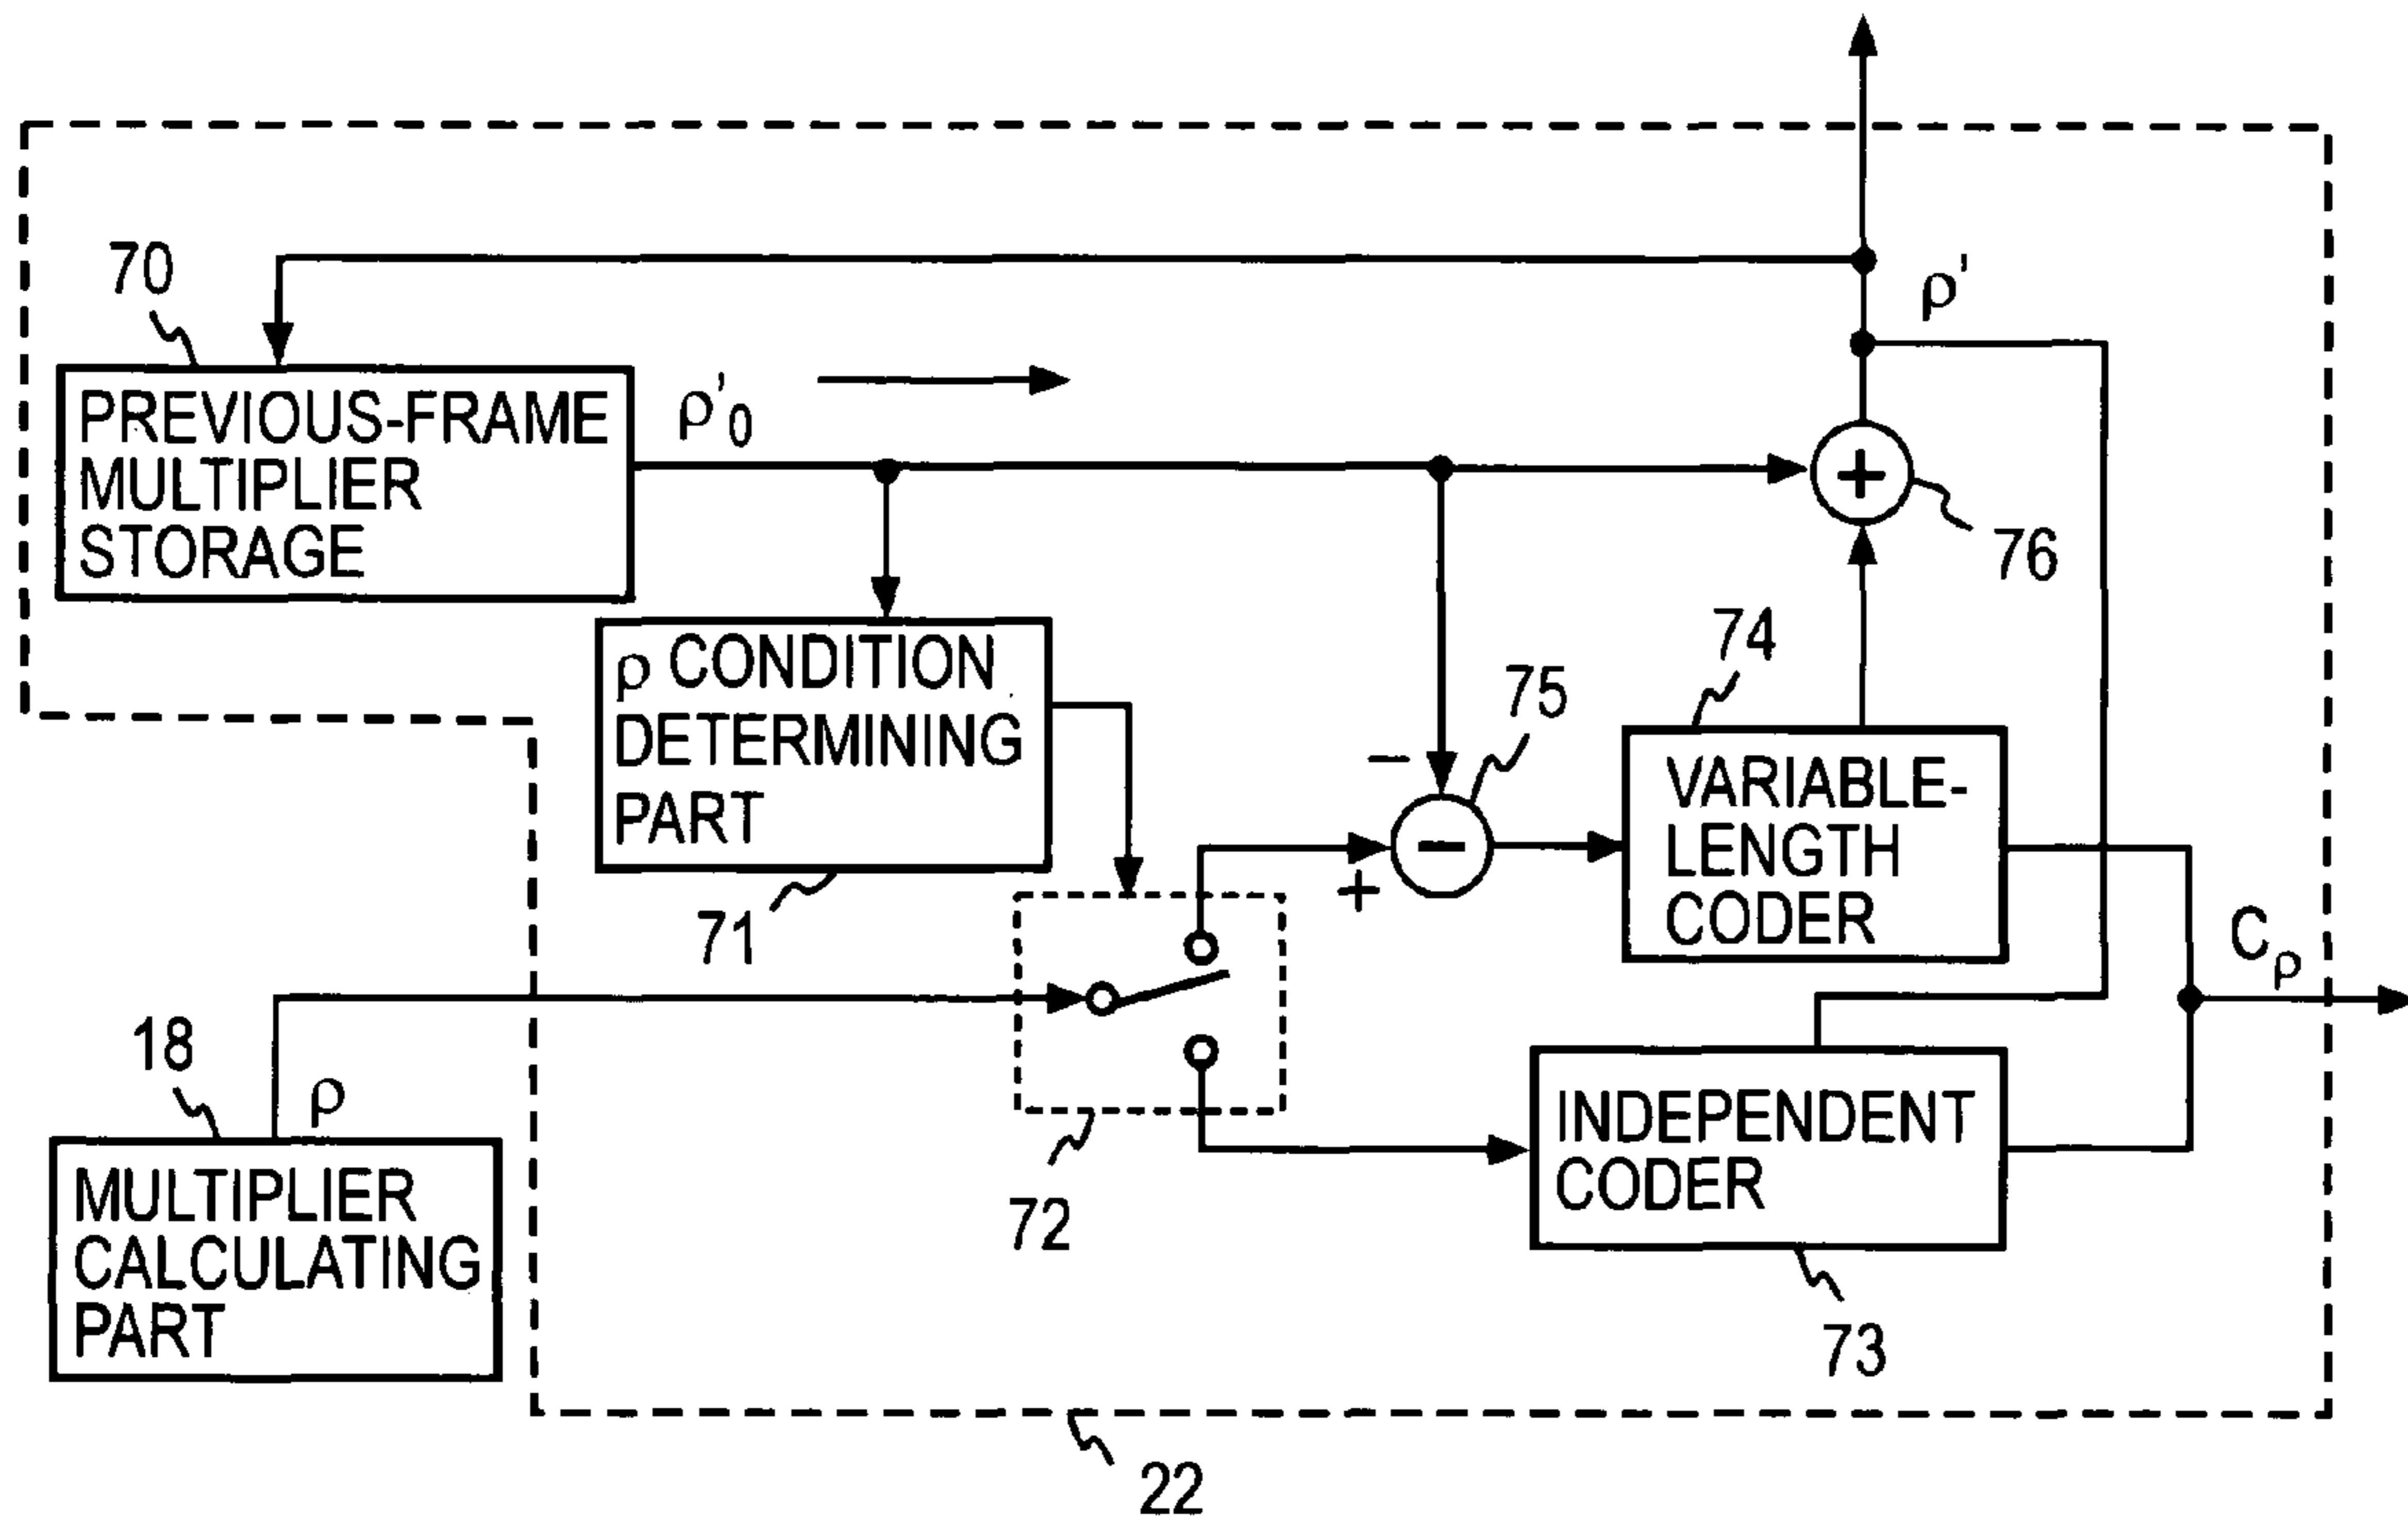 70
ρ'
PREVIOUS-FRAME
MULTIPLIER
STORAGE
ρ'0
+
76
ρ CONDITION
DETERMINING
PART
71
74
75
−
−
+
VARIABLE-
LENGTH
CODER
Cρ
72
18
ρ
MULTIPLIER
CALCULATING
PART
INDEPENDENT
CODER
73
22